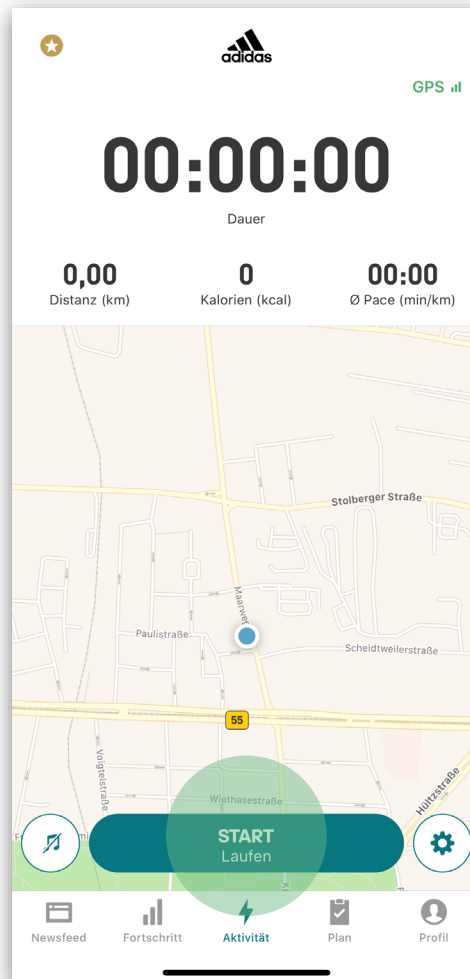 adidas
GPS
00:00:00
Dauer
0,00
0
00:00
Distanz (km)
Kalorien (kcal)
Ø Pace (min/km)
Stolberger Straße
Maarweg
Paulistraße
Scheidtweilerstraße
55
Voigtelstraße
Wiethasestraße
Hültzstraße
START
Laufen
Newsfeed
Fortschritt
Aktivität
Plan
Profil